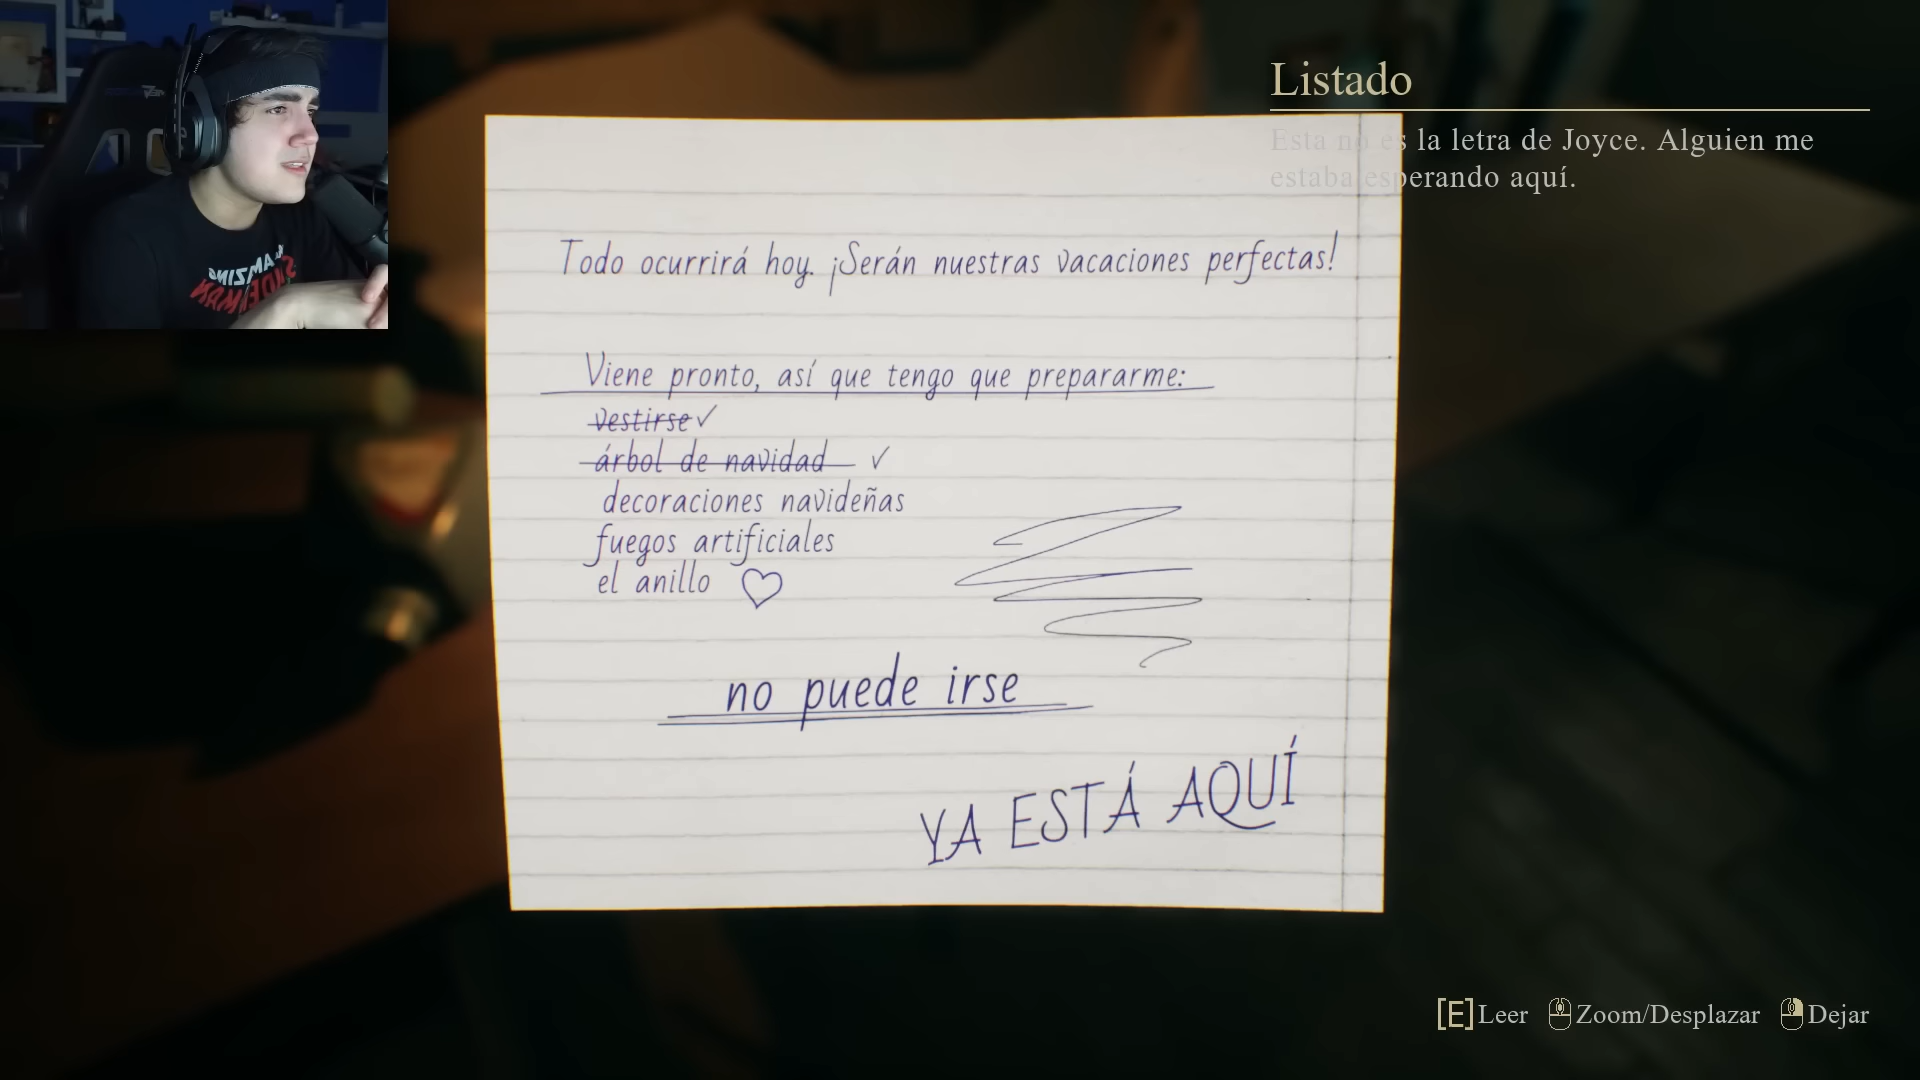 Listado
Esta no es la letra de Joyce. Alguien me
estaba esperando aquí.
Todo ocurrirá hoy. ¡Serán nuestras vacaciones perfectas!
Viene pronto, así que tengo que prepararme:
vestirse ✓
árbol de navidad ✓
decoraciones navideñas
fuegos artificiales
el anillo ♡
no puede irse
YA ESTÁ AQUÍ
[E] Leer Zoom/Desplazar Dejar
AMAZING